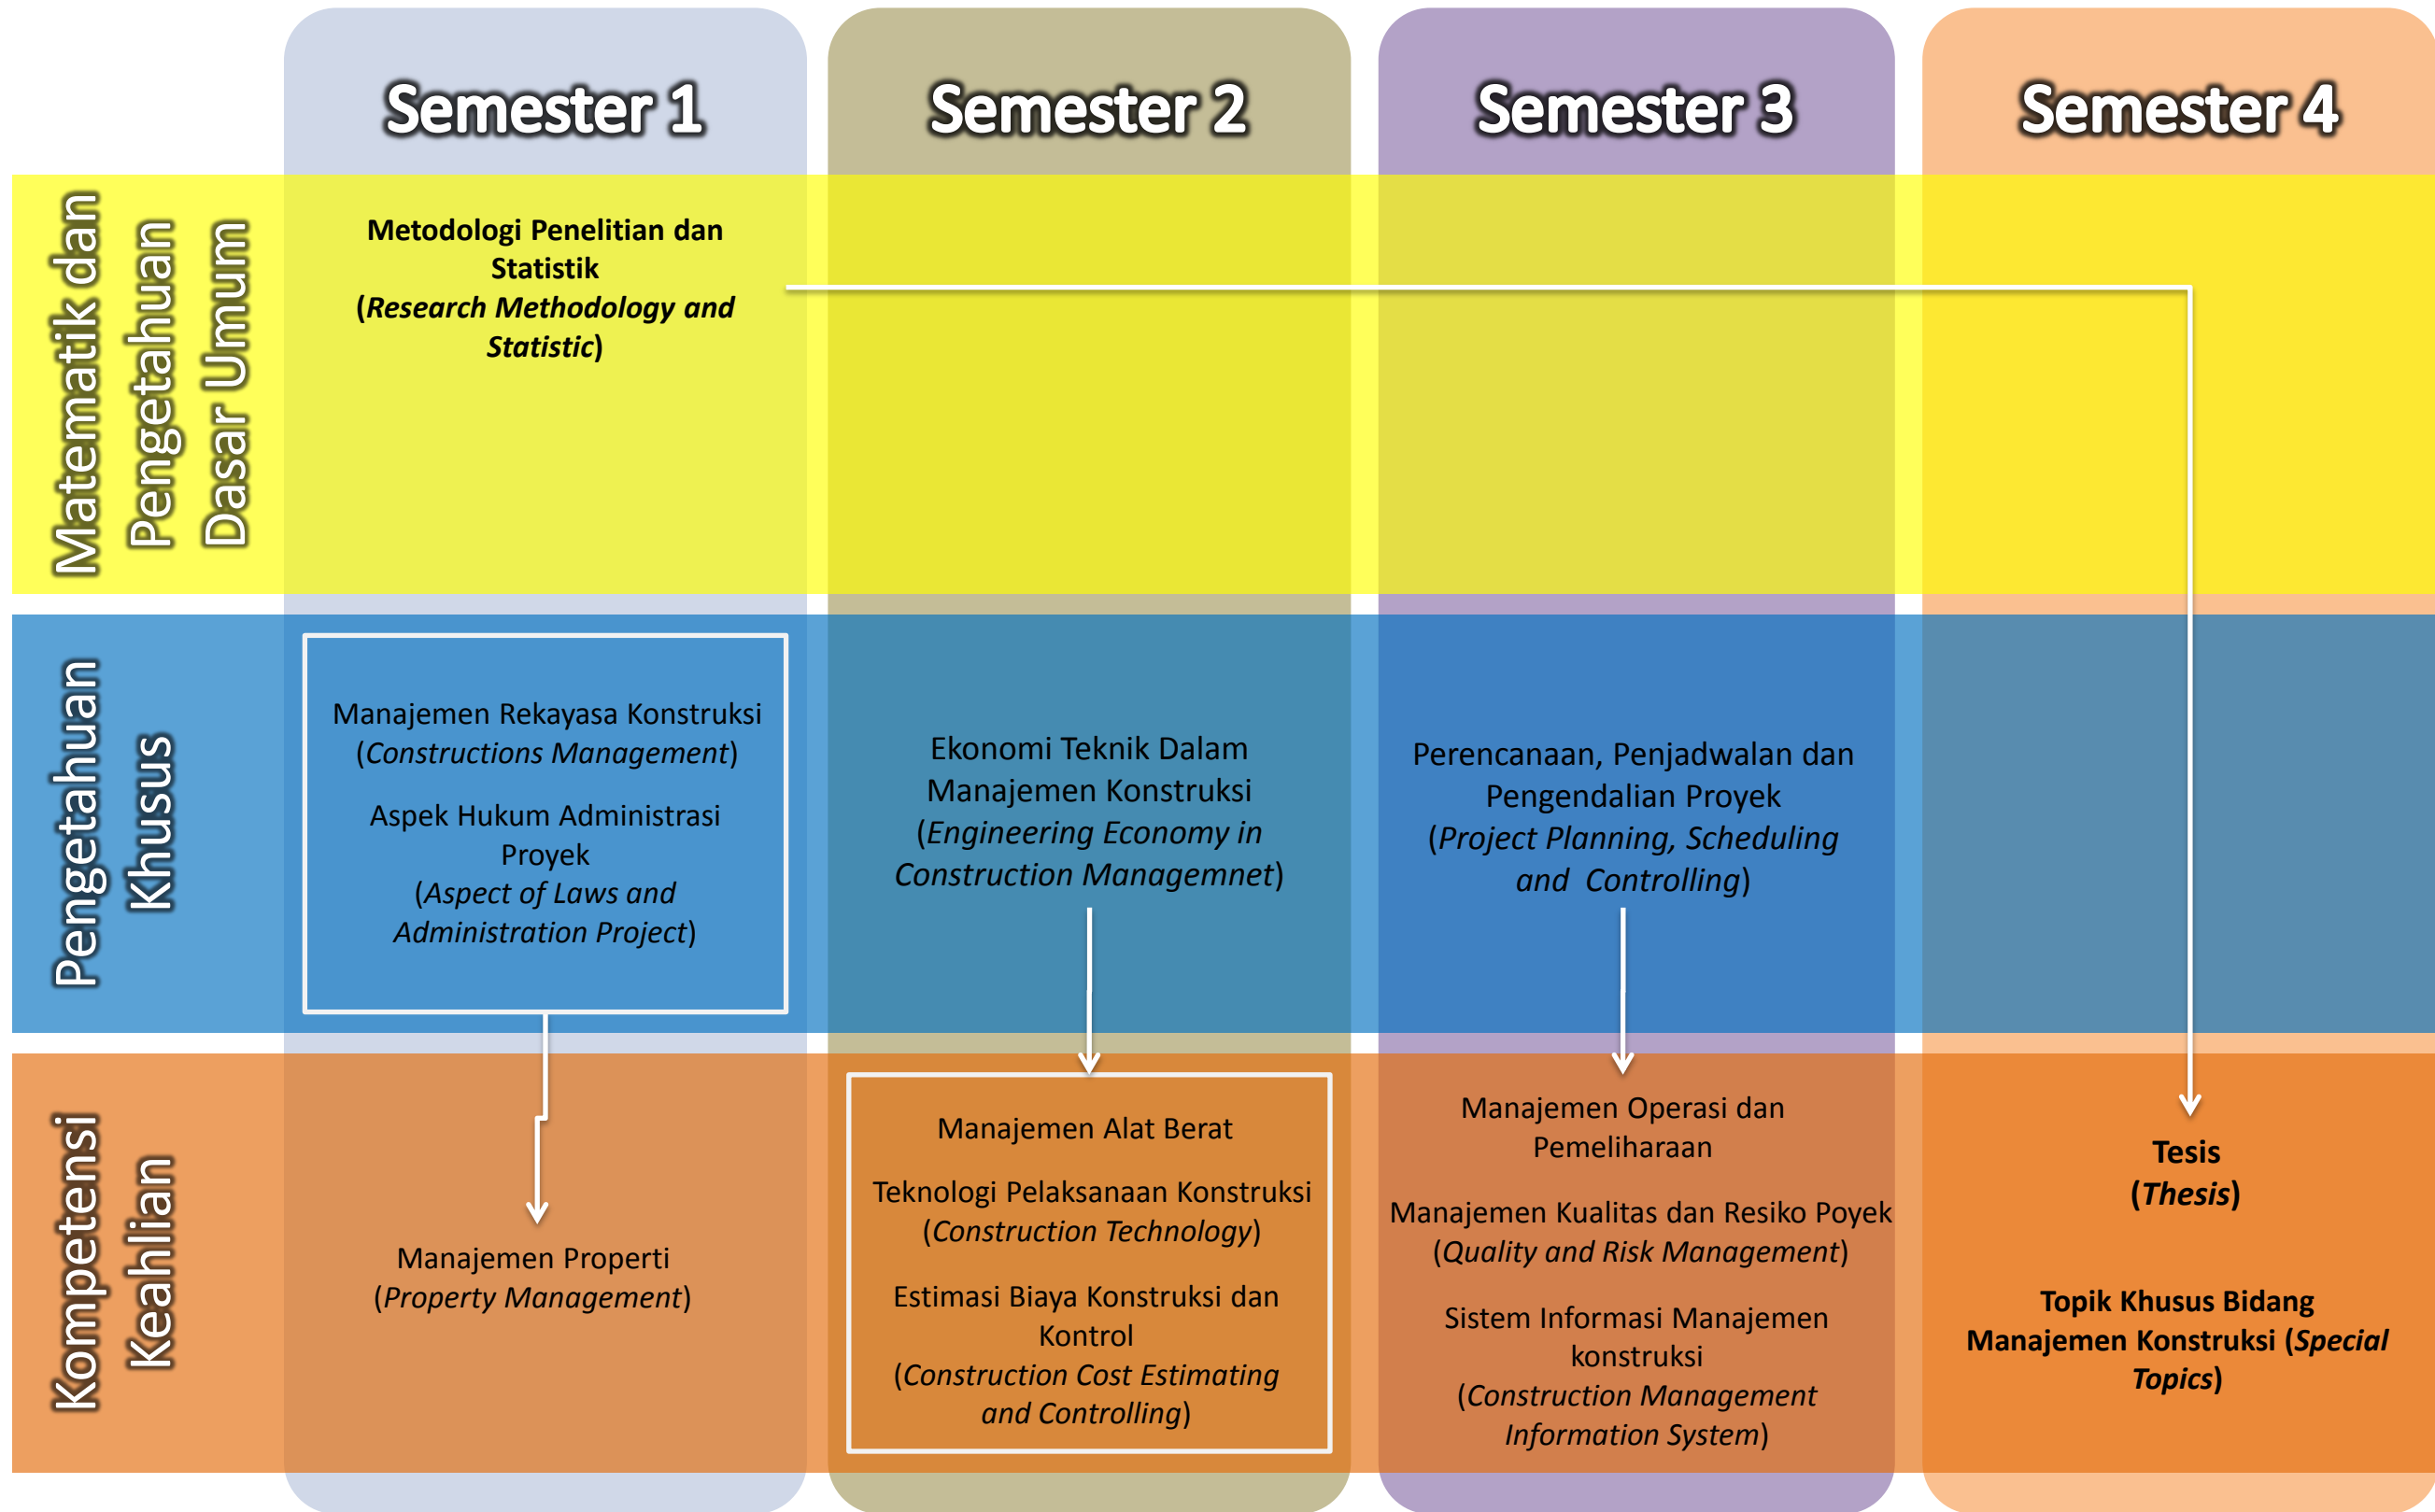 Semester 1
Semester 2
Semester 3
Semester 4
Matematik dan
Pengetahuan
Dasar Umum
Metodologi Penelitian dan
Statistik
(Research Methodology and
Statistic)
Pengetahuan
Khusus
Manajemen Rekayasa Konstruksi
(Constructions Management)
Aspek Hukum Administrasi
Proyek
(Aspect of Laws and
Administration Project)
Ekonomi Teknik Dalam
Manajemen Konstruksi
(Engineering Economy in
Construction Managemnet)
Perencanaan, Penjadwalan dan
Pengendalian Proyek
(Project Planning, Scheduling
and Controlling)
Kompetensi
Keahlian
Manajemen Properti
(Property Management)
Manajemen Alat Berat
Teknologi Pelaksanaan Konstruksi
(Construction Technology)
Estimasi Biaya Konstruksi dan
Kontrol
(Construction Cost Estimating
and Controlling)
Manajemen Operasi dan
Pemeliharaan
Manajemen Kualitas dan Resiko Poyek
(Quality and Risk Management)
Sistem Informasi Manajemen
konstruksi
(Construction Management
Information System)
Tesis
(Thesis)
Topik Khusus Bidang
Manajemen Konstruksi (Special
Topics)